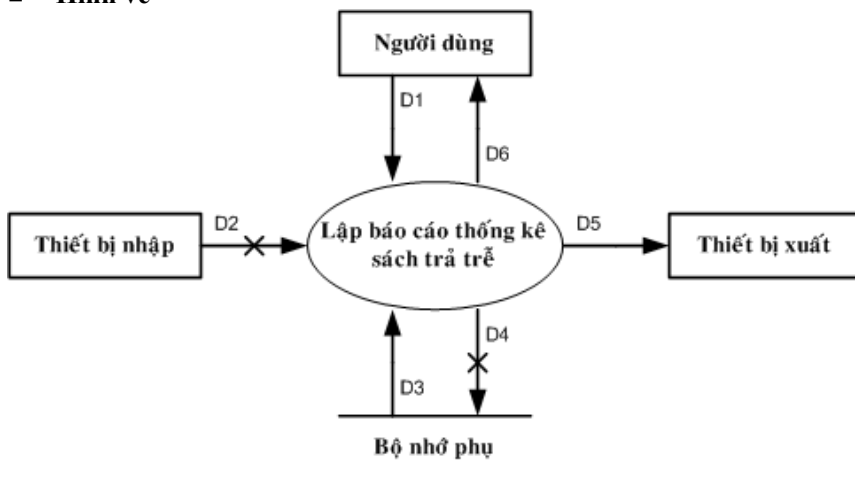 Người dùng
D1
D6
Thiết bị nhập
D2
Lập báo cáo thống kê
sách trả trễ
D5
Thiết bị xuất
D4
D3
Bộ nhớ phụ